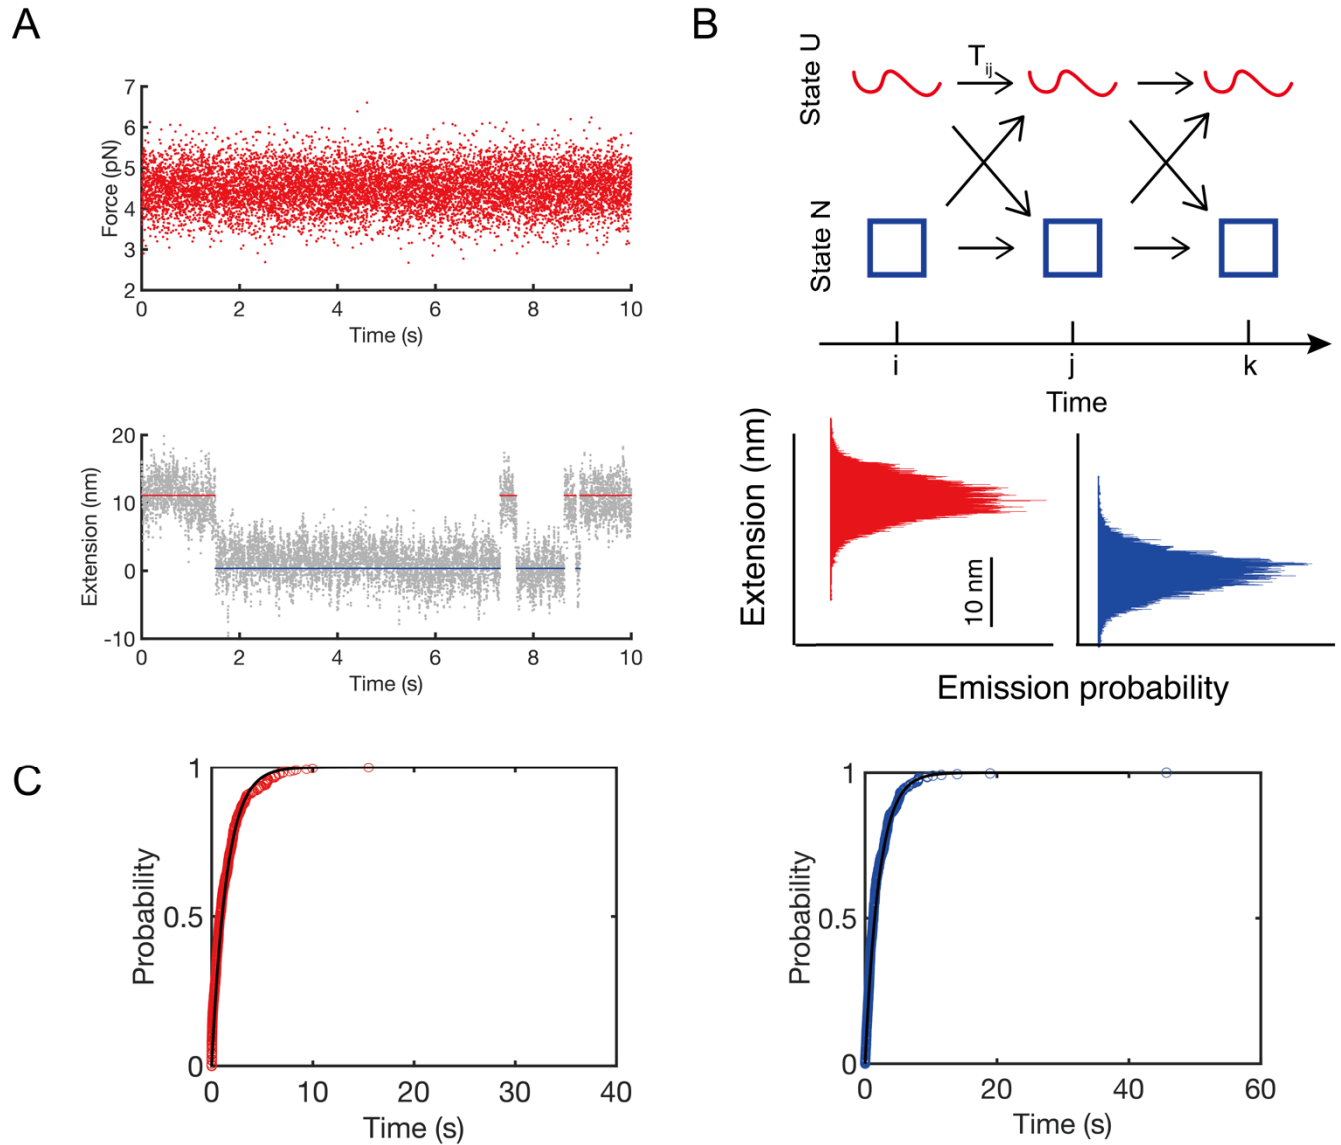 A
Force (pN)
7
6
5
4
3
2
0
2
4
6
8
10
Time (s)
Extension (nm)
20
10
0
-10
0
2
4
6
8
10
Time (s)
B
State U
State N
Tij
i
j
k
Time
Extension (nm)
10 nm
Emission probability
C
Probability
1
0.5
0
0
10
20
30
40
Time (s)
Probability
1
0.5
0
0
20
40
60
Time (s)